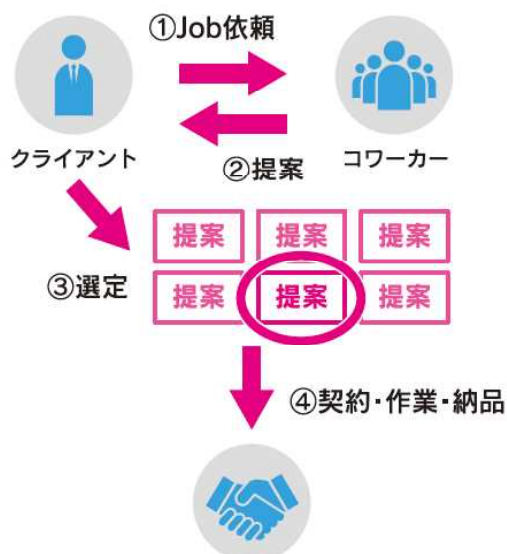 ①Job依頼
クライアント
コワーカー
②提案
提案 提案 提案
③選定
提案 提案 提案
④契約・作業・納品